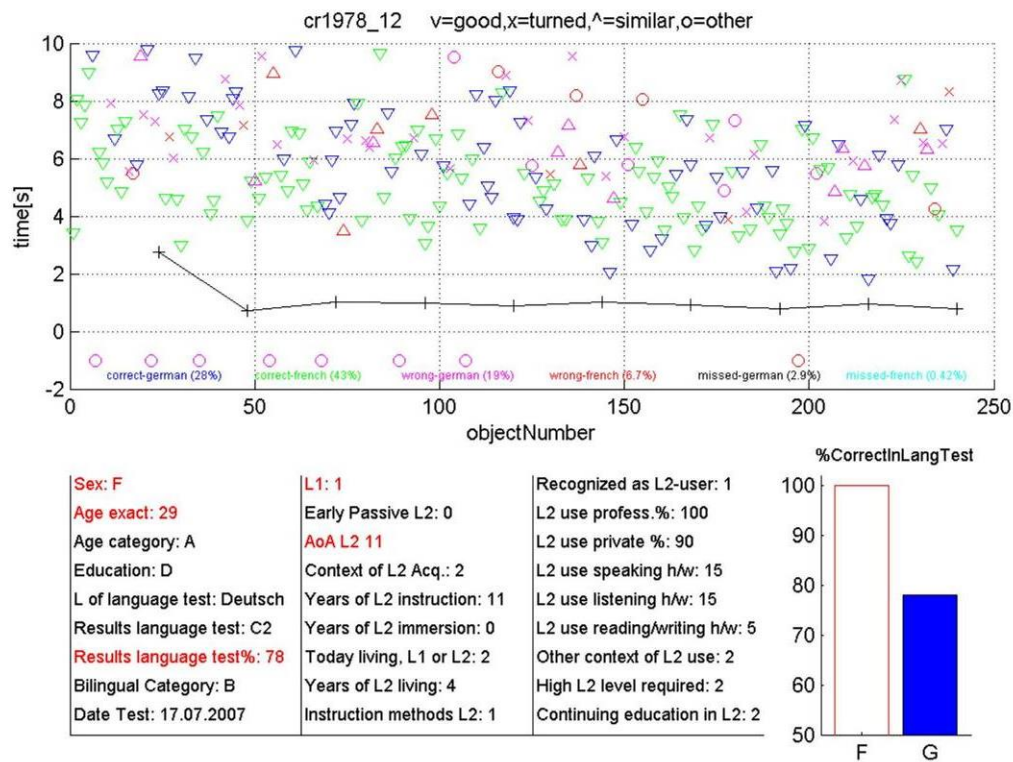 cr1978_12 v=good,x=turned,^=similar,o=other
10
8
6
4
2
0
-2
time[s]
correct-german (28%) correct-french (43%) wrong-german (19%) wrong-french (6.7%) missed-german (2.9%) missed-french (0.42%)
0 50 100 150 200 250
objectNumber
Sex: F
Age exact: 29
Age category: A
Education: D
L of language test: Deutsch
Results language test: C2
Results language test%: 78
Bilingual Category: B
Date Test: 17.07.2007
L1: 1
Early Passive L2: 0
AoA L2 11
Context of L2 Acq.: 2
Years of L2 instruction: 11
Years of L2 immersion: 0
Today living, L1 or L2: 2
Years of L2 living: 4
Instruction methods L2: 1
Recognized as L2-user: 1
L2 use profess.%: 100
L2 use private %: 90
L2 use speaking h/w: 15
L2 use listening h/w: 15
L2 use reading/writing h/w: 5
Other context of L2 use: 2
High L2 level required: 2
Continuing education in L2: 2
%CorrectInLangTest
100
90
80
70
60
50
F G